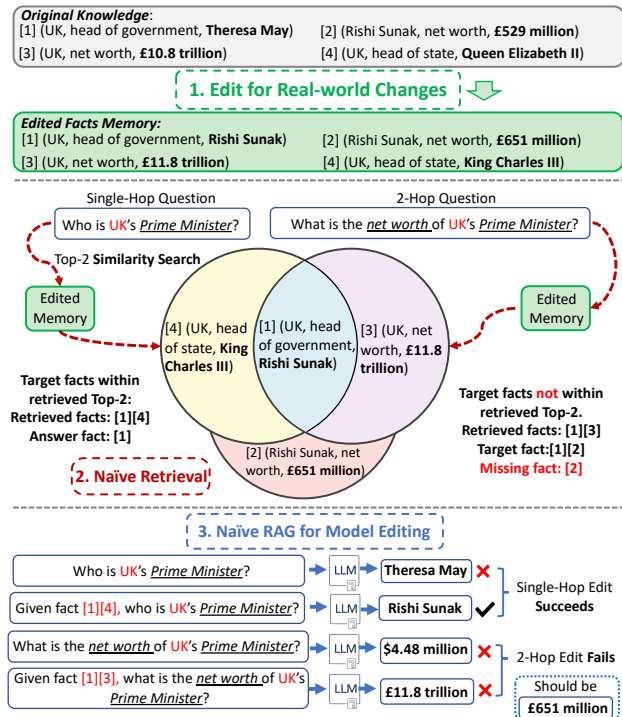 Original Knowledge:
[1] (UK, head of government, Theresa May) [2] (Rishi Sunak, net worth, £529 million)
[3] (UK, net worth, £10.8 trillion) [4] (UK, head of state, Queen Elizabeth II)
1. Edit for Real-world Changes
Edited Facts Memory:
[1] (UK, head of government, Rishi Sunak) [2] (Rishi Sunak, net worth, £651 million)
[3] (UK, net worth, £11.8 trillion) [4] (UK, head of state, King Charles III)
Single-Hop Question
Who is UK's Prime Minister?
2-Hop Question
What is the net worth of UK's Prime Minister?
Top-2 Similarity Search
Edited
Memory
Edited
Memory
[4] (UK, head
of state, King
Charles III)
[1] (UK, head
of government,
Rishi Sunak)
[3] (UK, net
worth, £11.8
trillion)
[2] (Rishi Sunak, net
worth, £651 million)
Target facts within
retrieved Top-2:
Retrieved facts: [1][4]
Answer fact: [1]
Target facts not within
retrieved Top-2.
Retrieved facts: [1][3]
Target fact:[1][2]
Missing fact: [2]
2. Naïve Retrieval
3. Naïve RAG for Model Editing
Who is UK's Prime Minister?
LLM
Theresa May
Given fact [1][4], who is UK's Prime Minister?
LLM
Rishi Sunak
Single-Hop Edit
Succeeds
What is the net worth of UK's Prime Minister?
LLM
$4.48 million
Given fact [1][3], what is the net worth of UK's
Prime Minister?
LLM
£11.8 trillion
2-Hop Edit Fails
Should be
£651 million